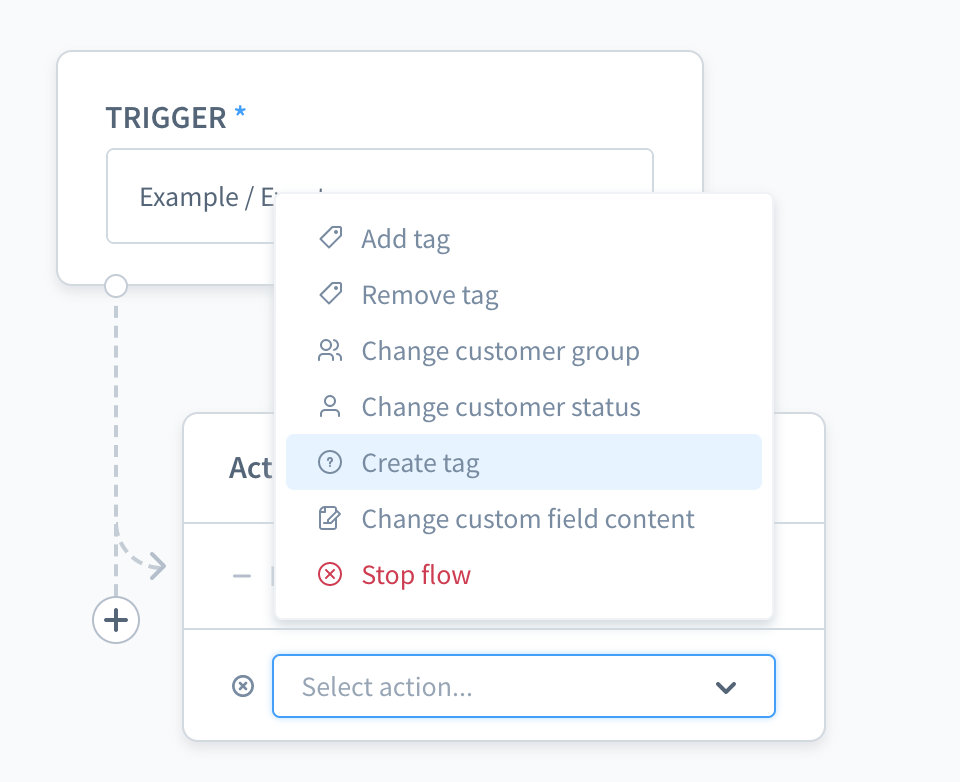 TRIGGER *
Example /
Add tag
Remove tag
Change customer group
Change customer status
Create tag
Change custom field content
Stop flow
Select action...